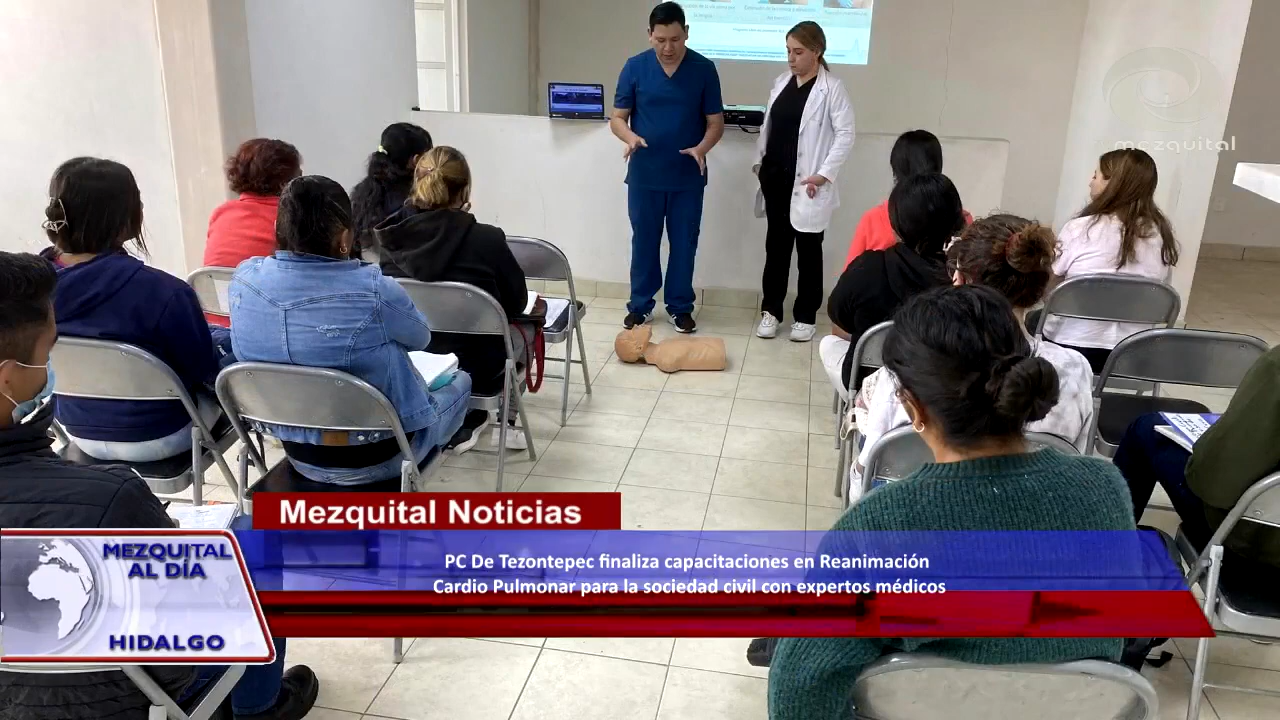 mezquital
Mezquital Noticias
PC De Tezontepec finaliza capacitaciones en Reanimación
Cardio Pulmonar para la sociedad civil con expertos médicos
MEZQUITAL
AL DÍA
HIDALGO